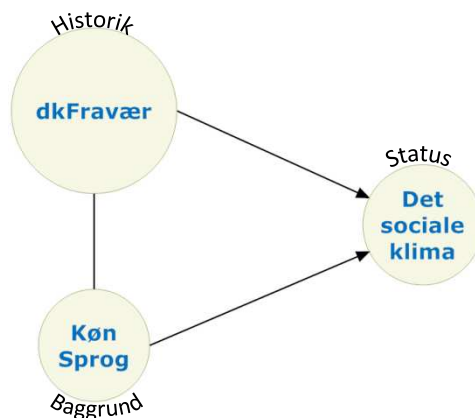 Historik
dkFravær
Status
Det
sociale
klima
Køn
Sprog
Baggrund